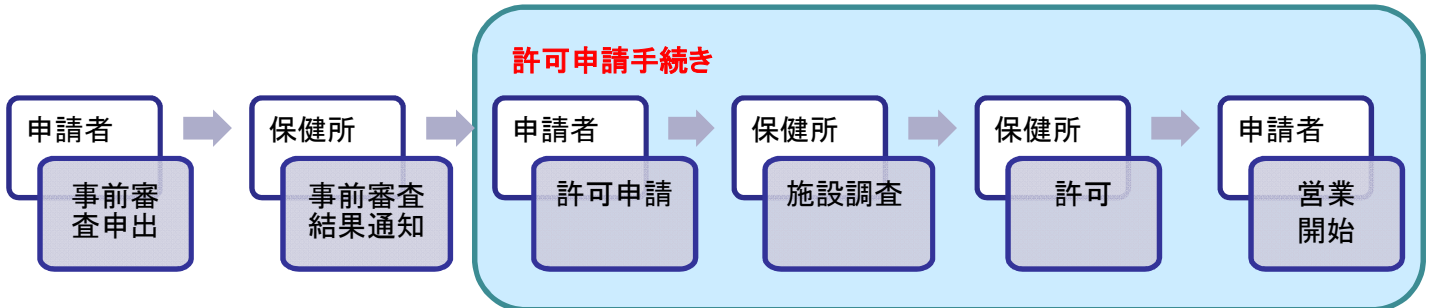 許可申請手続き
申請者
事前審
査申出
保健所
事前審査
結果通知
申請者
許可申請
保健所
施設調査
保健所
許可
申請者
営業
開始